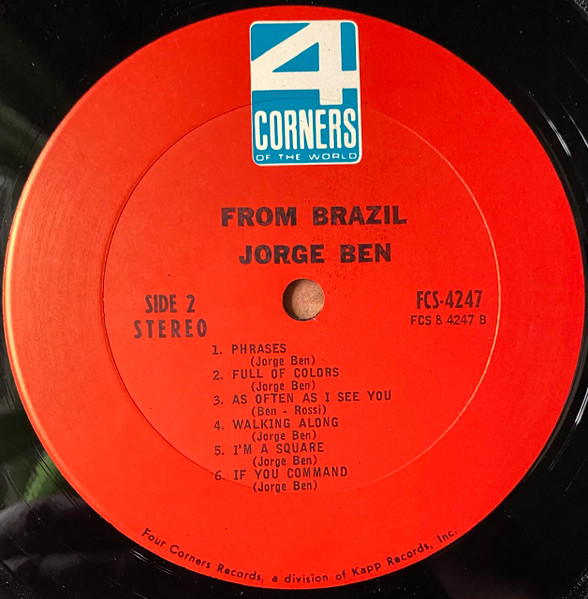 4
CORNERS
OF THE WORLD
FROM BRAZIL
JORGE BEN
SIDE 2
STEREO
FCS-4247
FCS B 4247 B
1. PHRASES
(Jorge Ben)
2. FULL OF COLORS
(Jorge Ben)
3. AS OFTEN AS I SEE YOU
(Ben - Rossi)
4. WALKING ALONG
(Jorge Ben)
5. I'M A SQUARE
(Jorge Ben)
6. IF YOU COMMAND
(Jorge Ben)
Four Corners Records, a division of Kapp Records, Inc.